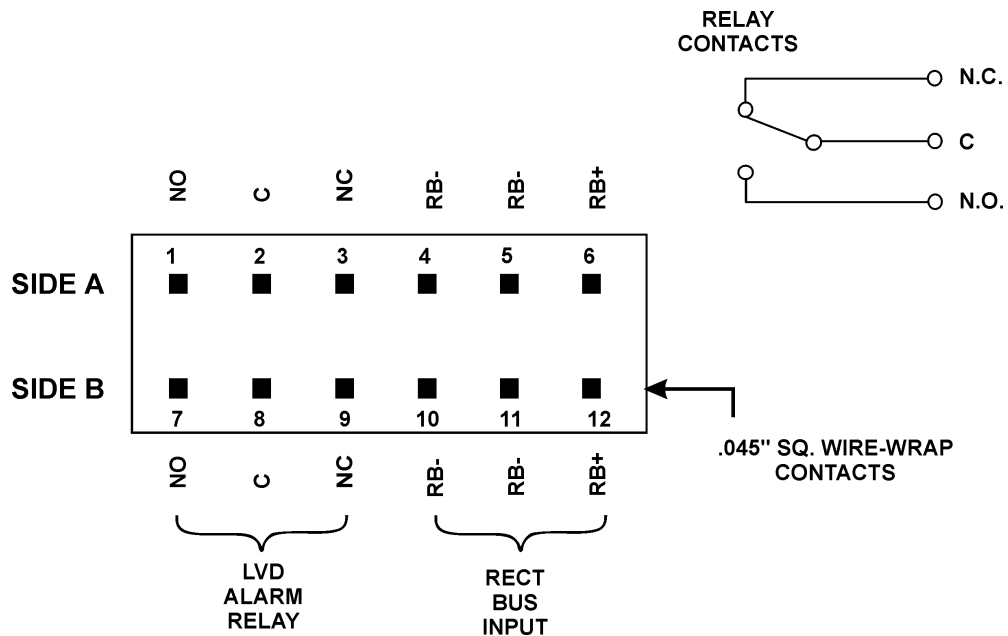 RELAY
CONTACTS
N.C.
C
N.O.
NO C NC RB- RB- RB+
1 2 3 4 5 6
SIDE A
SIDE B
7 8 9 10 11 12
NO C NC RB- RB- RB+
.045" SQ. WIRE-WRAP
CONTACTS
LVD
ALARM
RELAY
RECT
BUS
INPUT